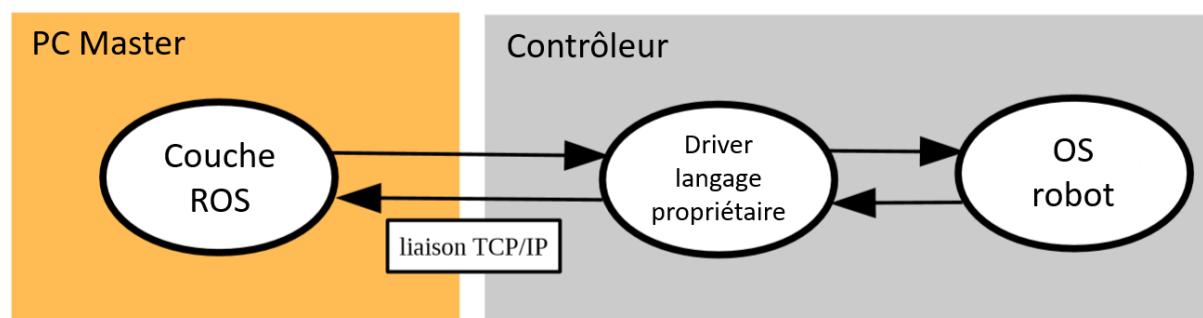 PC Master
Contrôleur
Couche
ROS
Driver
langage
propriétaire
OS
robot
liaison TCP/IP